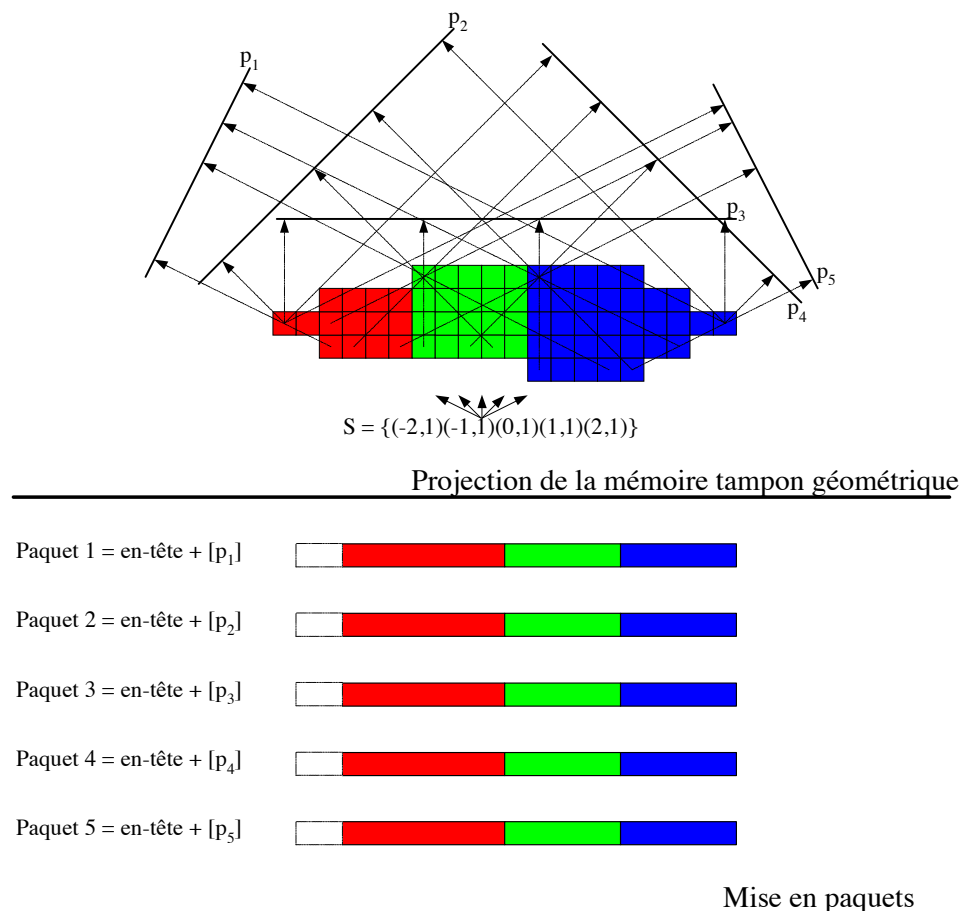 p2
p1
p3
p5
p4
S = {(-2,1)(-1,1)(0,1)(1,1)(2,1)}
Projection de la mémoire tampon géométrique
Paquet 1 = en-tête + [p1]
Paquet 2 = en-tête + [p2]
Paquet 3 = en-tête + [p3]
Paquet 4 = en-tête + [p4]
Paquet 5 = en-tête + [p5]
Mise en paquets